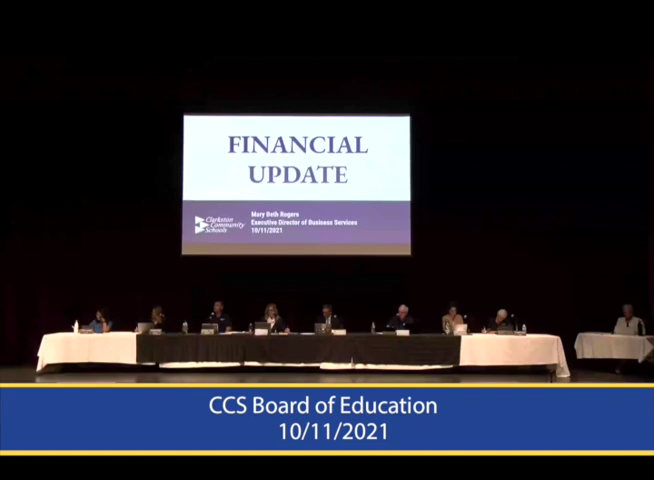 FINANCIAL
UPDATE
Clarkston
Community
Schools
Mary Beth Rogers
Executive Director of Business Services
10/11/2021
CCS Board of Education
10/11/2021